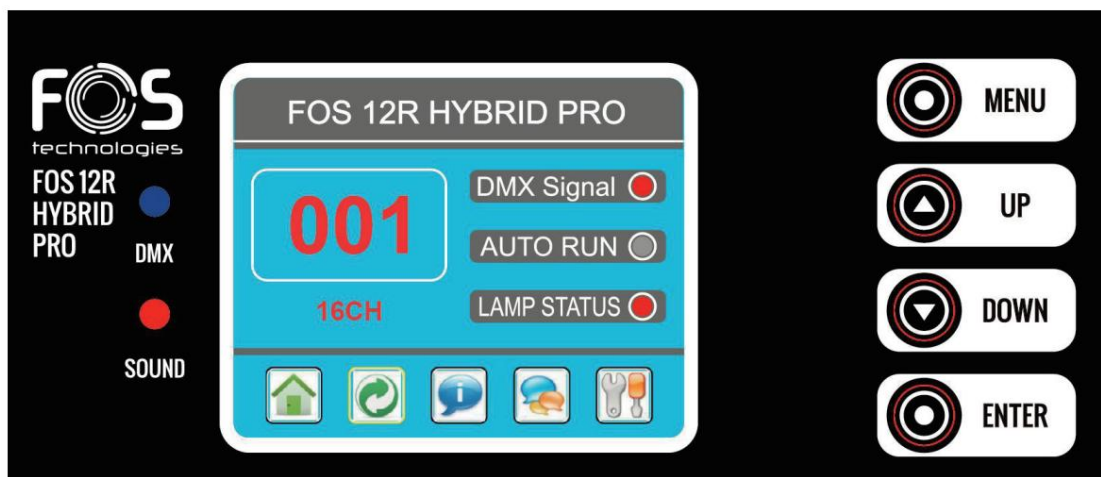 FOS
technologies
FOS 12R
HYBRID
PRO
DMX
SOUND
FOS 12R HYBRID PRO
001
16CH
DMX Signal
AUTO RUN
LAMP STATUS
i
MENU
UP
DOWN
ENTER